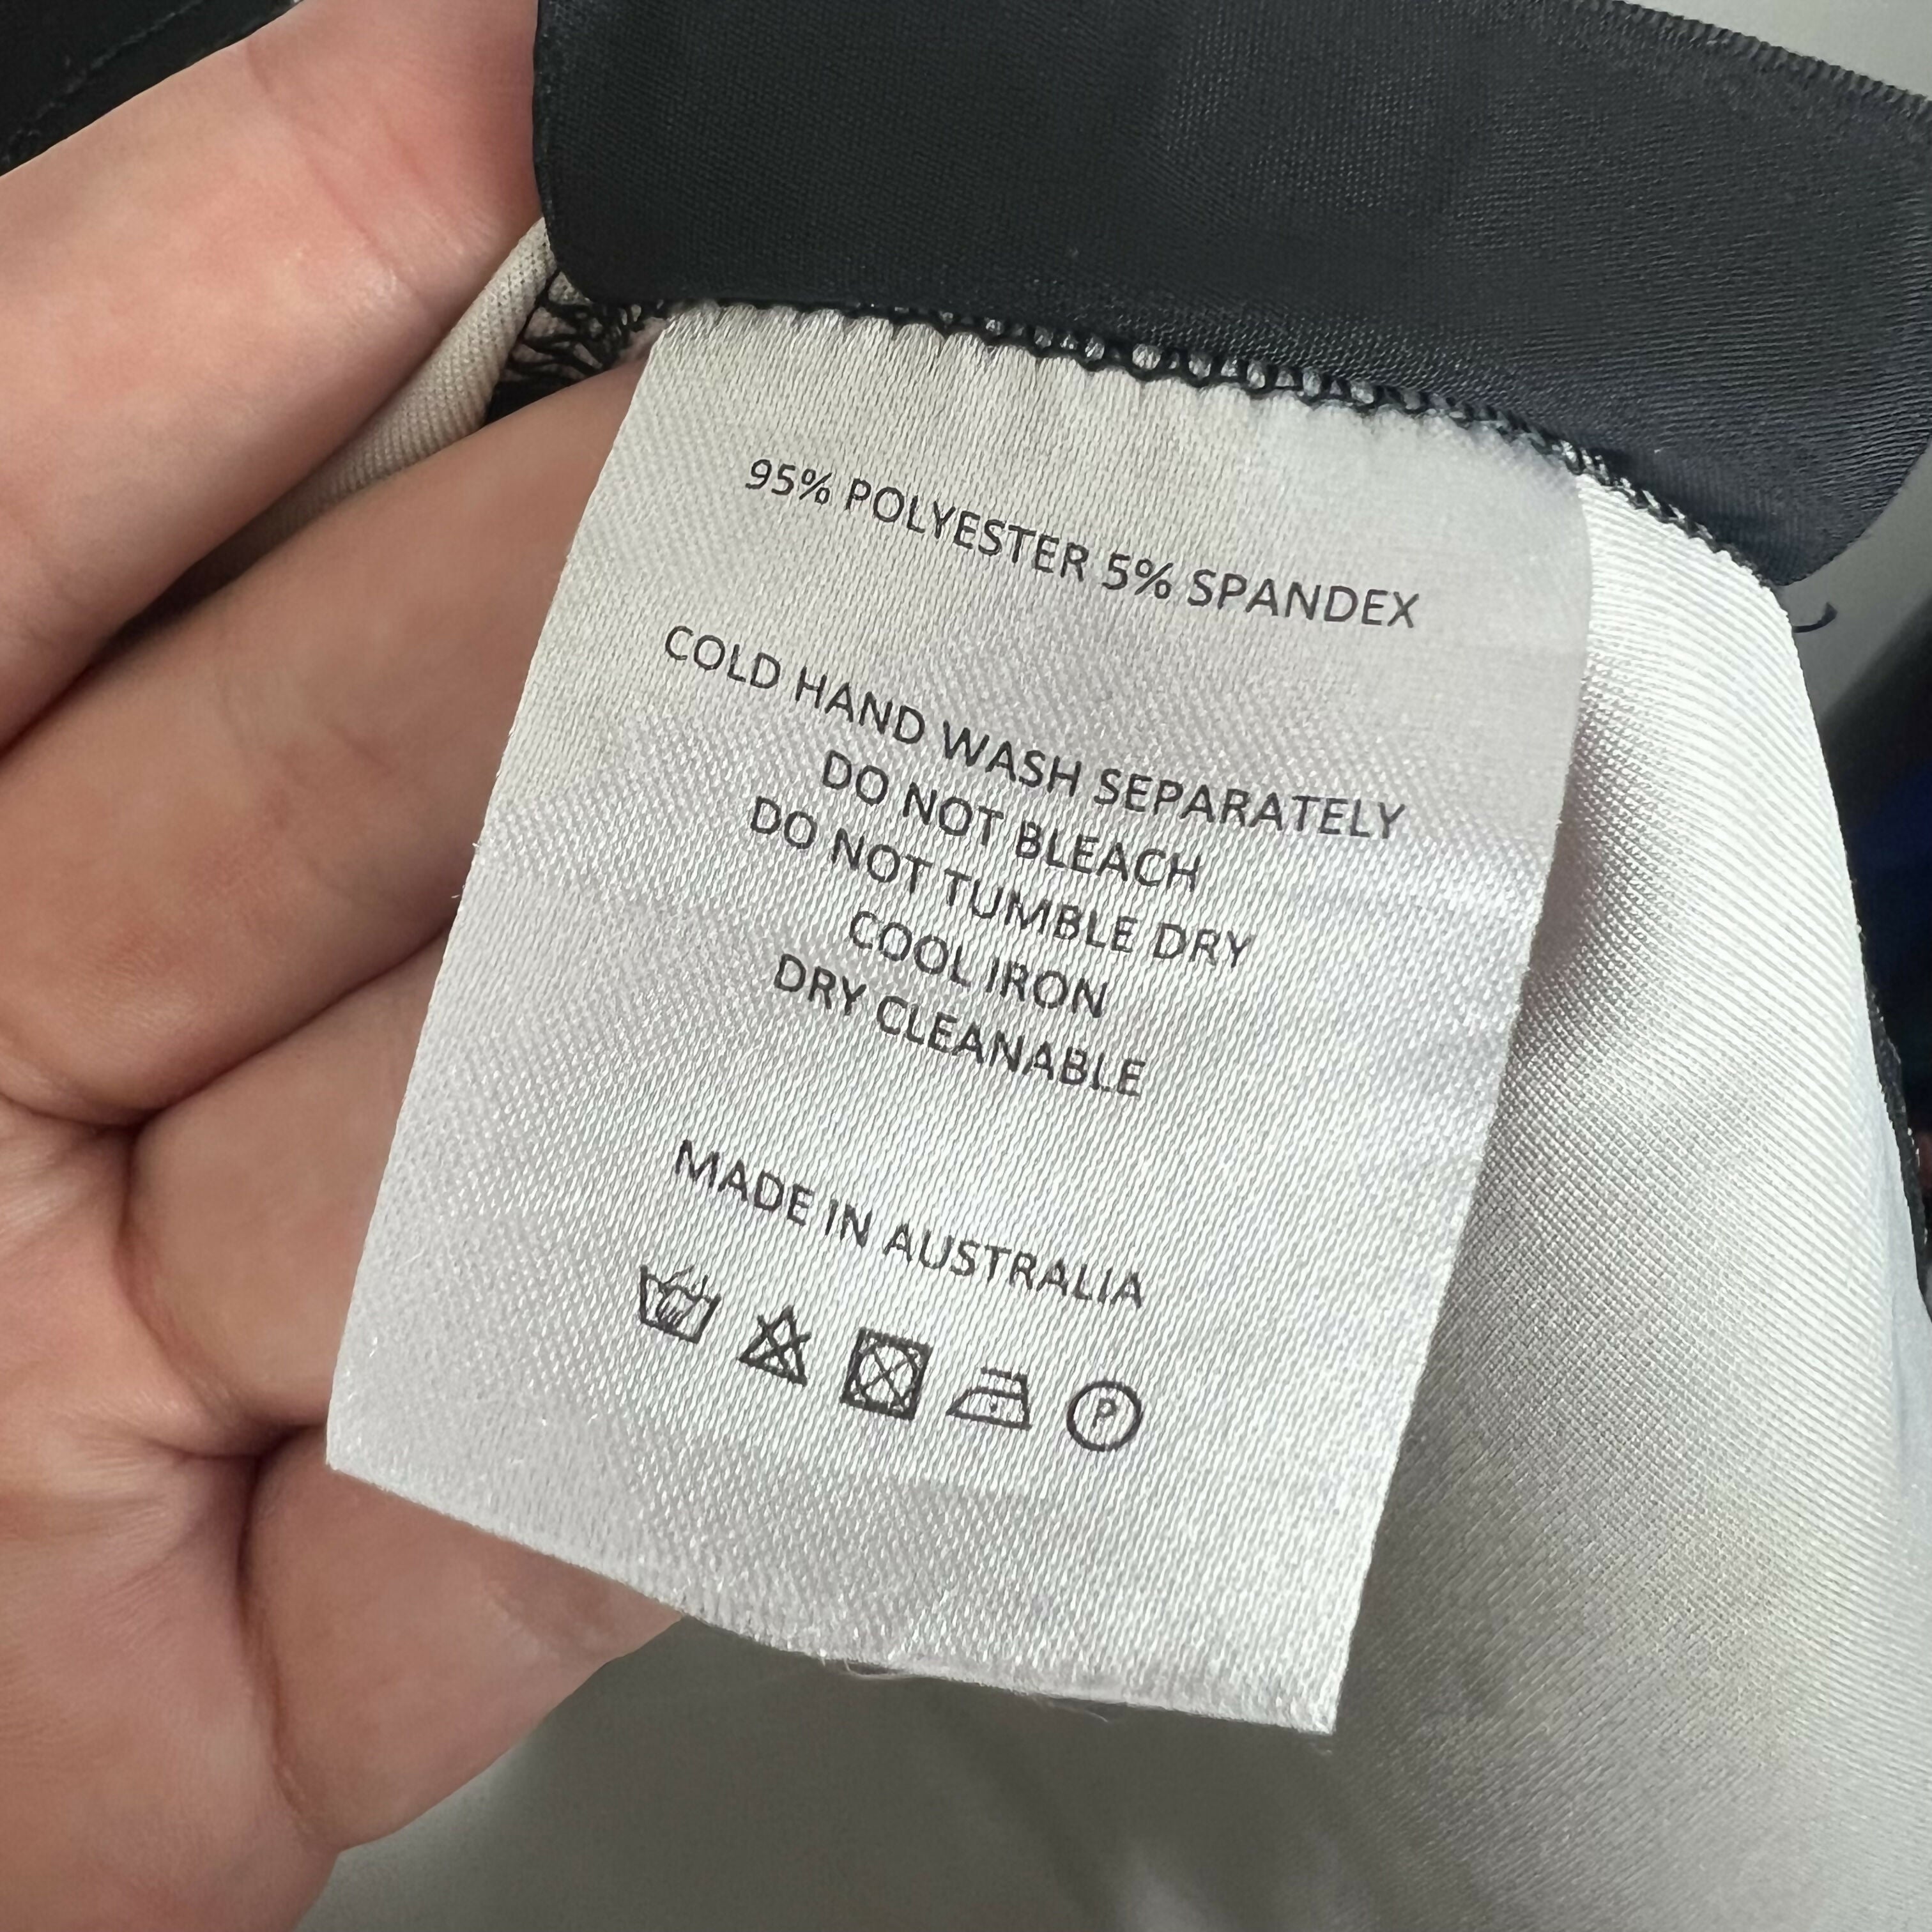 95% POLYESTER 5% SPANDEX
COLD HAND WASH SEPARATELY
DO NOT BLEACH
DO NOT TUMBLE DRY
COOL IRON
DRY CLEANABLE
MADE IN AUSTRALIA
P